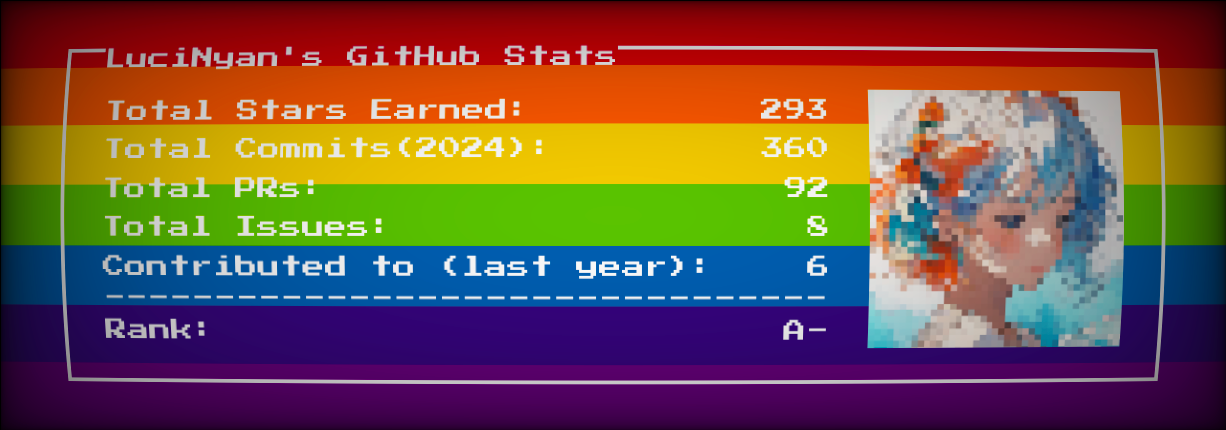 LuciNyan's GitHub Stats
Total Stars Earned: 293
Total Commits(2024): 360
Total PRs: 92
Total Issues: 8
Contributed to (last year): 6
---------------------------------
Rank: A-